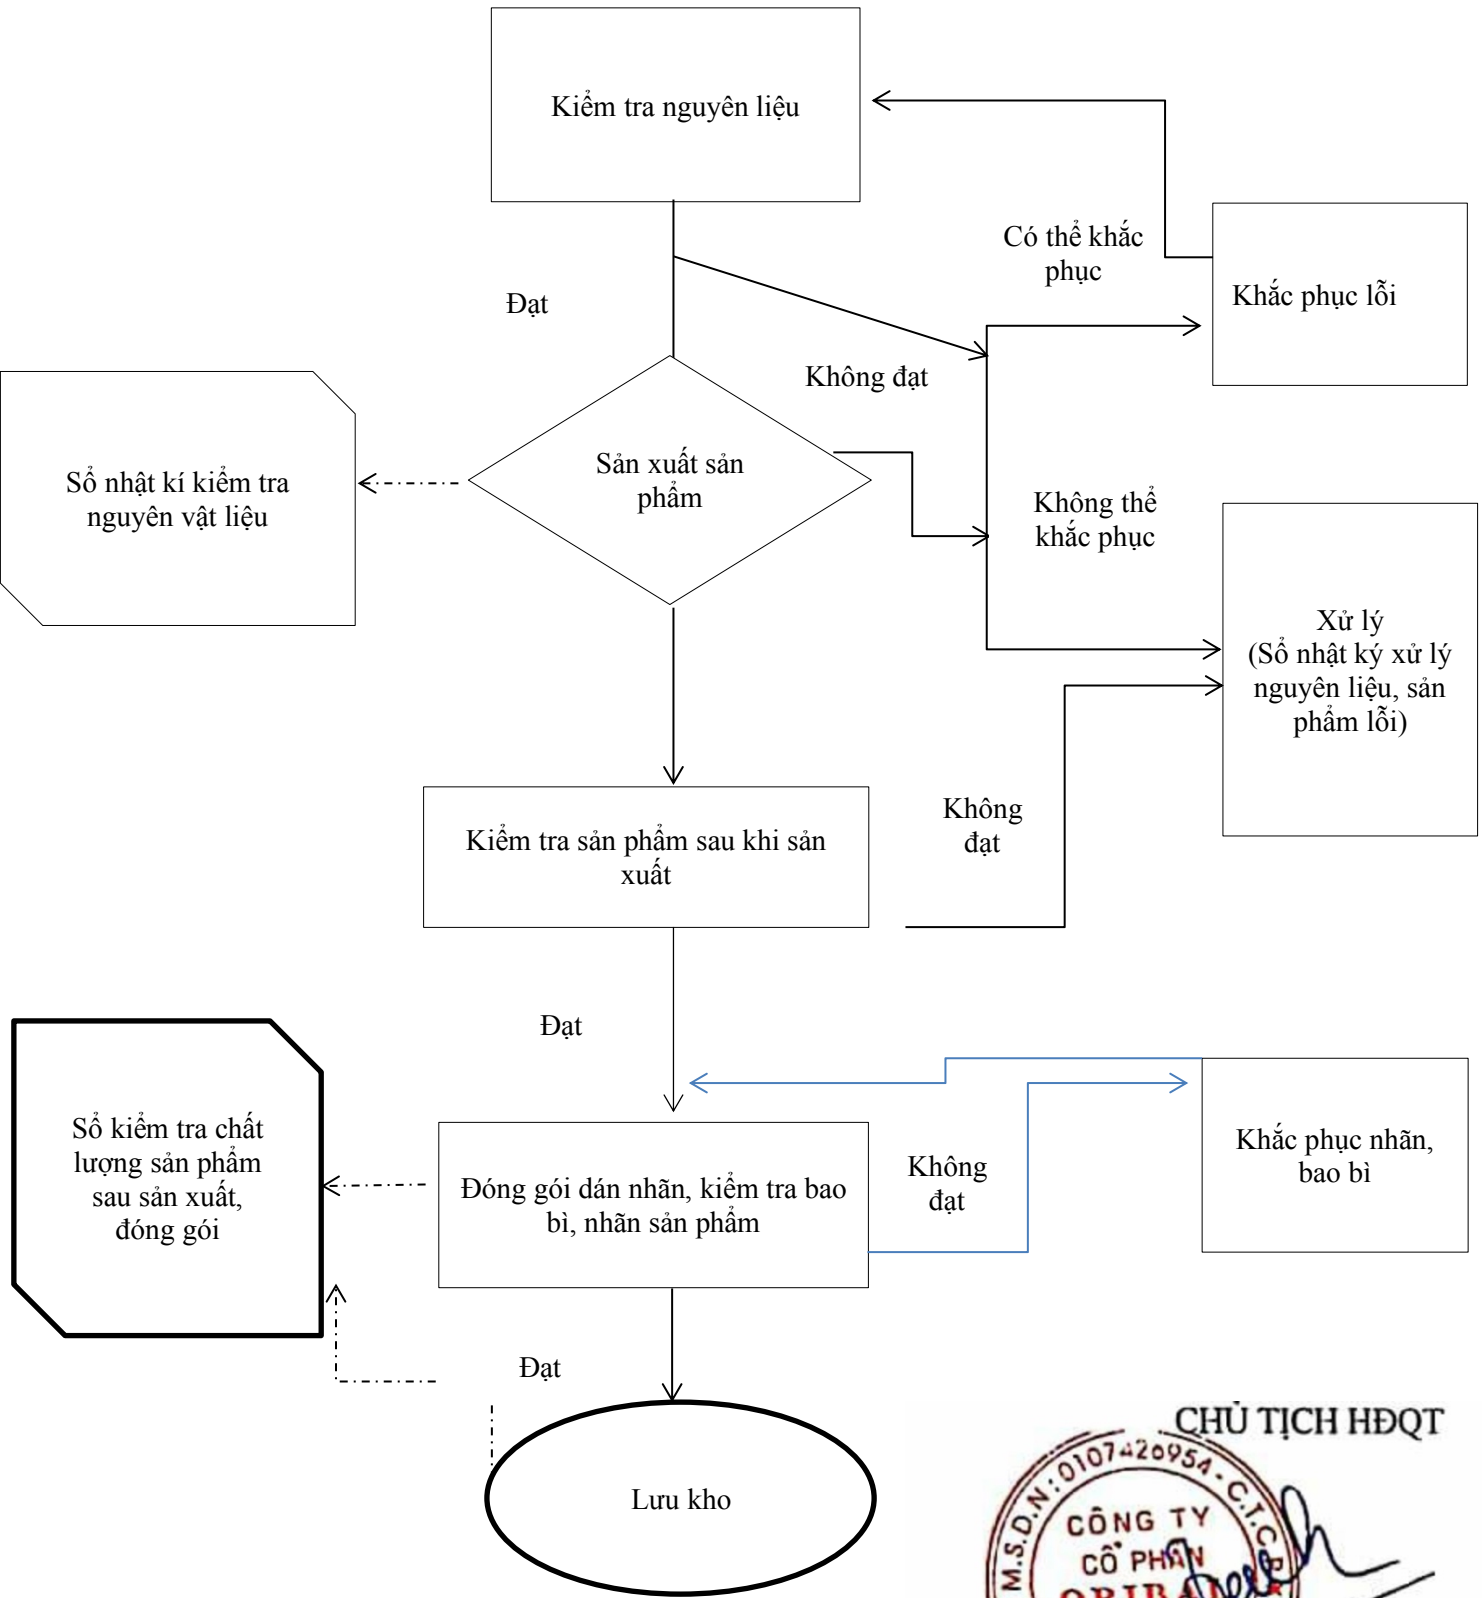 Kiểm tra nguyên liệu
Có thể khắc
phục
Khắc phục lỗi
Đạt
Không đạt
Sổ nhật kí kiểm tra
nguyên vật liệu
Sản xuất sản
phẩm
Không thể
khắc phục
Xử lý
(Sổ nhật ký xử lý
nguyên liệu, sản
phẩm lỗi)
Không
đạt
Kiểm tra sản phẩm sau khi sản
xuất
Đạt
Sổ kiểm tra chất
lượng sản phẩm
sau sản xuất,
đóng gói
Đóng gói dán nhãn, kiểm tra bao
bì, nhãn sản phẩm
Không
đạt
Khắc phục nhãn,
bao bì
Đạt
Lưu kho
CHỦ TỊCH HĐQT
M.S.D.N: 0107426954 - C.T.C.P
CÔNG TY
CỔ PHẦN